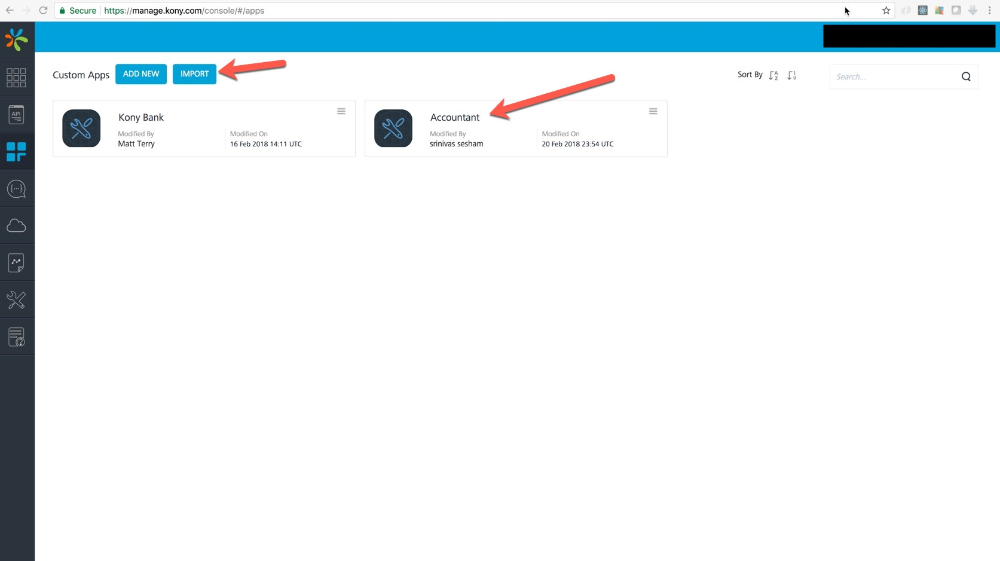 Secure https://manage.kony.com/console/#/apps
Custom Apps ADD NEW IMPORT Sort By A Z 1 9 Search...
API
Kony Bank
Modified By Modified On
Matt Terry 16 Feb 2018 14:11 UTC
Accountant
Modified By Modified On
srinivas sesham 20 Feb 2018 23:54 UTC
{...}
?